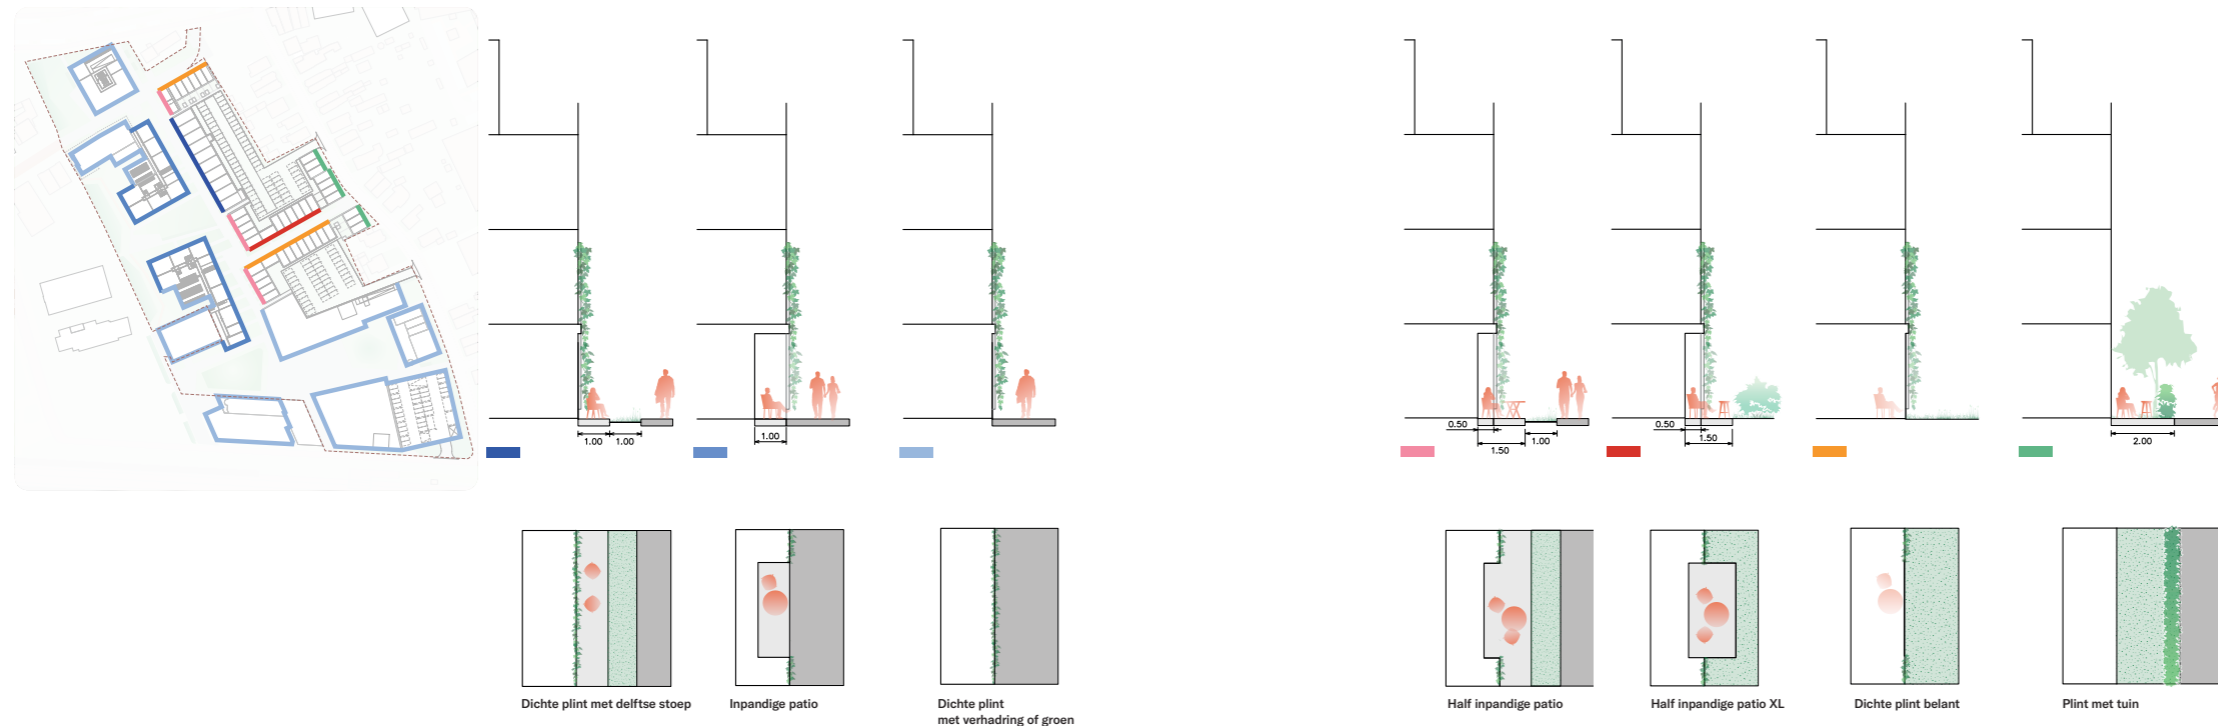 1.00 1.00
1.00
0.50
1.50
1.00
0.50
1.50
2.00
Dichte plint met delftse stoep
Inpandige patio
Dichte plint
met verhadring of groen
Half inpandige patio
Half inpandige patio XL
Dichte plint belant
Plint met tuin